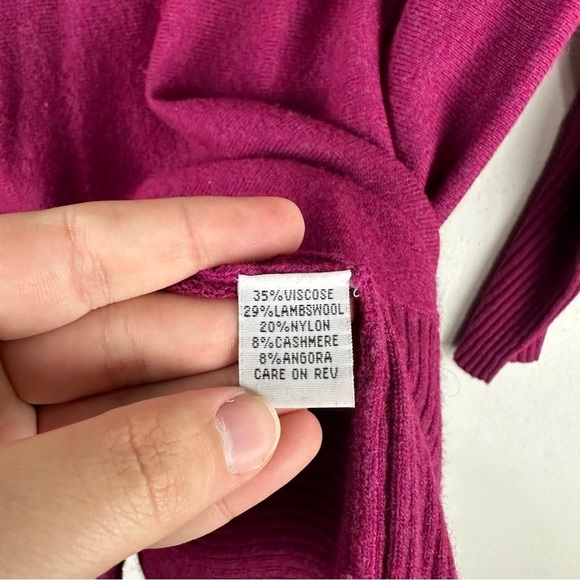 35%VISCOSE
29%LAMBSWOOL
20%NYLON
8%CASHMERE
8%ANGORA
CARE ON REV